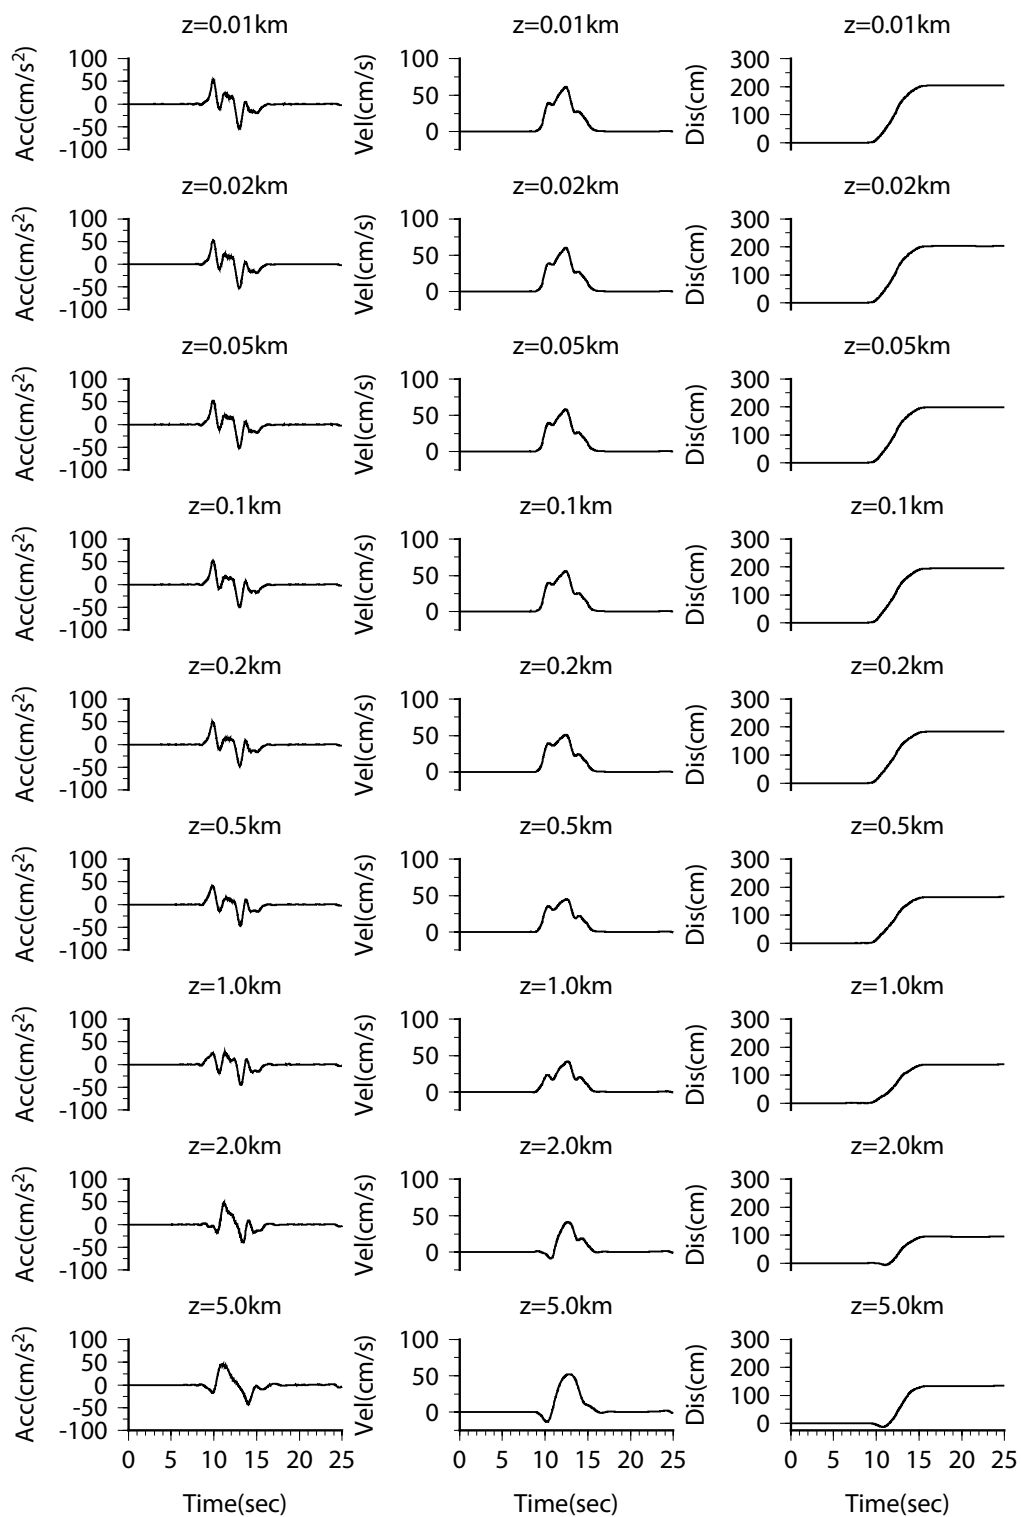 z=0.01km z=0.01km z=0.01km
Acc(cm/s²) 100 50 0 -50 -100 Vel(cm/s) 100 50 0 Dis(cm) 300 200 100 0
z=0.02km z=0.02km z=0.02km
Acc(cm/s²) 100 50 0 -50 -100 Vel(cm/s) 100 50 0 Dis(cm) 300 200 100 0
z=0.05km z=0.05km z=0.05km
Acc(cm/s²) 100 50 0 -50 -100 Vel(cm/s) 100 50 0 Dis(cm) 300 200 100 0
z=0.1km z=0.1km z=0.1km
Acc(cm/s²) 100 50 0 -50 -100 Vel(cm/s) 100 50 0 Dis(cm) 300 200 100 0
z=0.2km z=0.2km z=0.2km
Acc(cm/s²) 100 50 0 -50 -100 Vel(cm/s) 100 50 0 Dis(cm) 300 200 100 0
z=0.5km z=0.5km z=0.5km
Acc(cm/s²) 100 50 0 -50 -100 Vel(cm/s) 100 50 0 Dis(cm) 300 200 100 0
z=1.0km z=1.0km z=1.0km
Acc(cm/s²) 100 50 0 -50 -100 Vel(cm/s) 100 50 0 Dis(cm) 300 200 100 0
z=2.0km z=2.0km z=2.0km
Acc(cm/s²) 100 50 0 -50 -100 Vel(cm/s) 100 50 0 Dis(cm) 300 200 100 0
z=5.0km z=5.0km z=5.0km
Acc(cm/s²) 100 50 0 -50 -100 Vel(cm/s) 100 50 0 Dis(cm) 300 200 100 0
0 5 10 15 20 25 0 5 10 15 20 25 0 5 10 15 20 25
Time(sec) Time(sec) Time(sec)